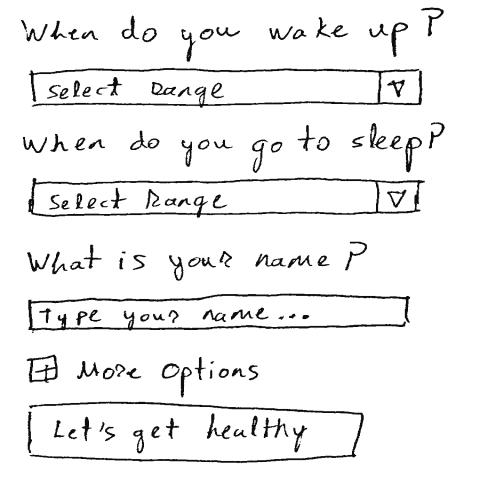 When do you wake up?
Select Range
When do you go to sleep?
Select Range
What is your name?
Type your name...
More Options
Let's get healthy